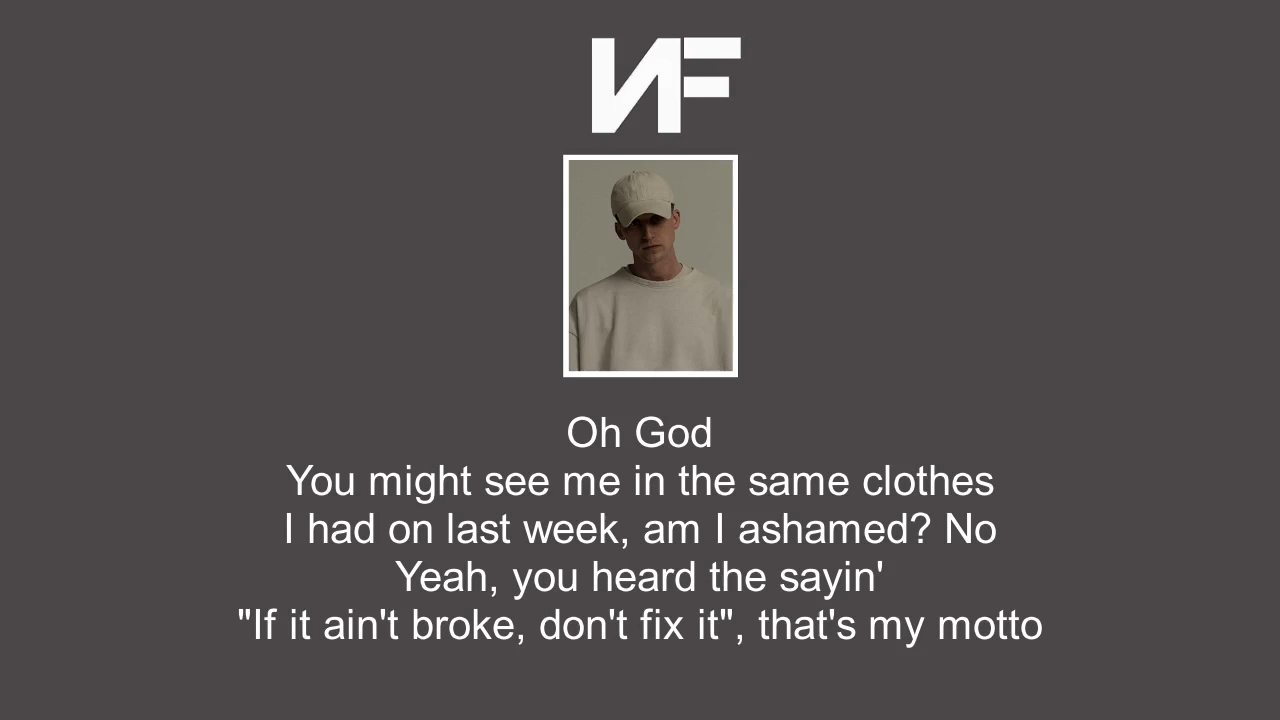 NF
Oh God
You might see me in the same clothes
I had on last week, am I ashamed? No
Yeah, you heard the sayin'
"If it ain't broke, don't fix it", that's my motto